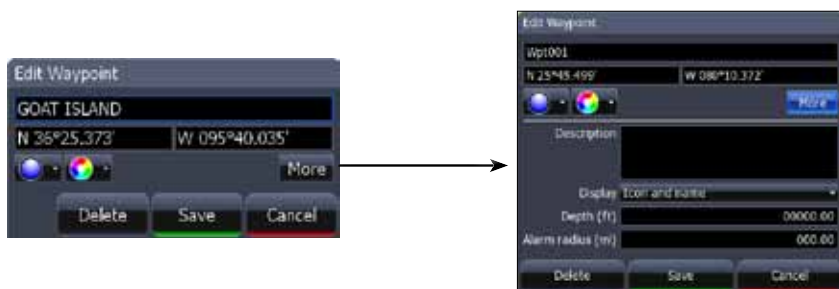 Edit Waypoint
GOAT ISLAND
N 36°25.373' W 095°40.035'
More
Delete Save Cancel
Edit Waypoint
Wpt001
N 25°45.499' W 080°10.372'
More
Description
Display Icon and name
Depth (ft) 00000.00
Alarm radius (mi) 000.00
Delete Save Cancel